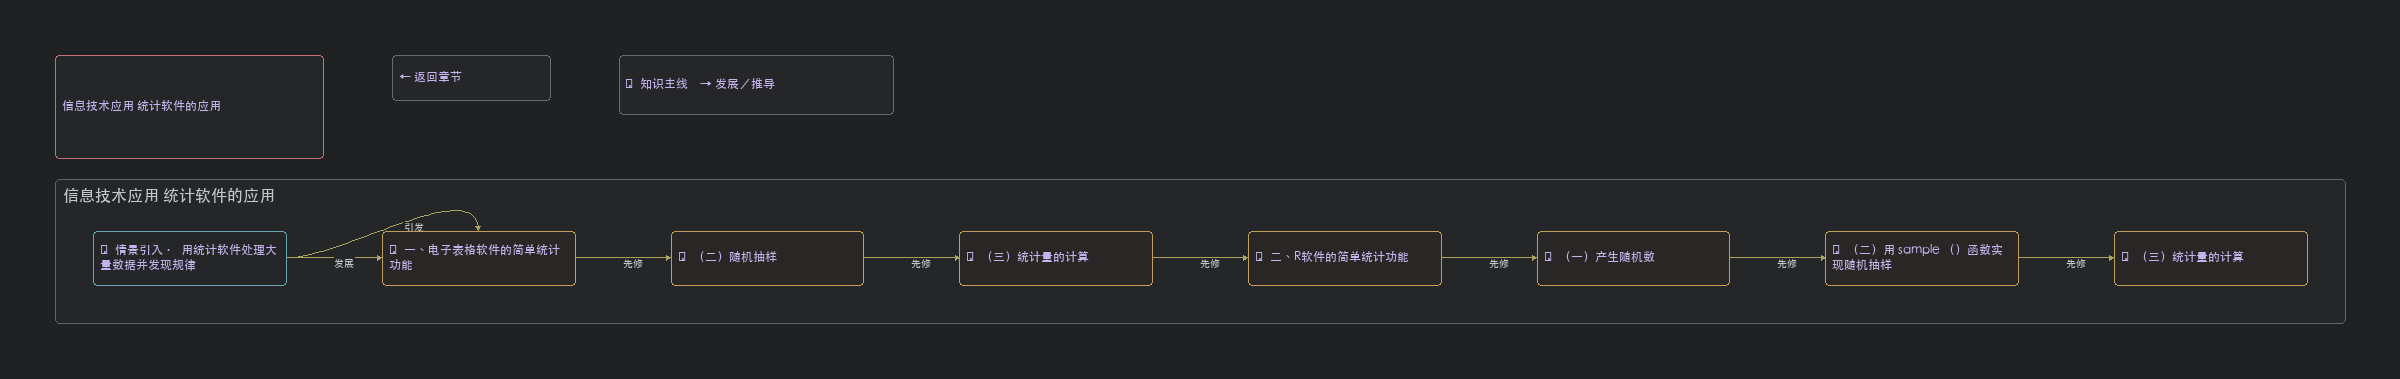 信息技术应用 统计软件的应用
← 返回章节
知识主线 → 发展／推导
信息技术应用 统计软件的应用
情景引入· 用统计软件处理大
量数据并发现规律
发展
引发
一、电子表格软件的简单统计
功能
先修
（二）随机抽样
先修
（三）统计量的计算
先修
二、R软件的简单统计功能
先修
（一）产生随机数
先修
（二）用 sample （）函数实
现随机抽样
先修
（三）统计量的计算